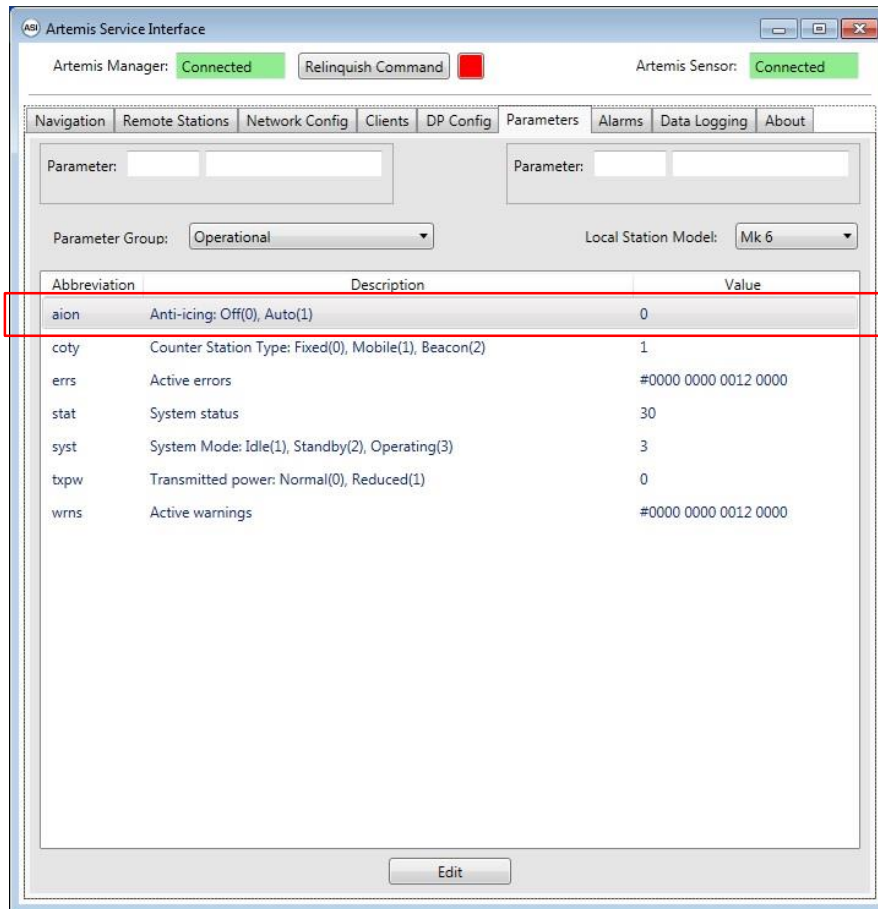 ASI Artemis Service Interface
Artemis Manager: Connected Relinquish Command Artemis Sensor: Connected
Navigation Remote Stations Network Config Clients DP Config Parameters Alarms Data Logging About
Parameter: Parameter:
Parameter Group: Operational Local Station Model: Mk 6
Abbreviation Description Value
aion Anti-icing: Off(0), Auto(1) 0
coty Counter Station Type: Fixed(0), Mobile(1), Beacon(2) 1
errs Active errors #0000 0000 0012 0000
stat System status 30
syst System Mode: Idle(1), Standby(2), Operating(3) 3
txpw Transmitted power: Normal(0), Reduced(1) 0
wrns Active warnings #0000 0000 0012 0000
Edit